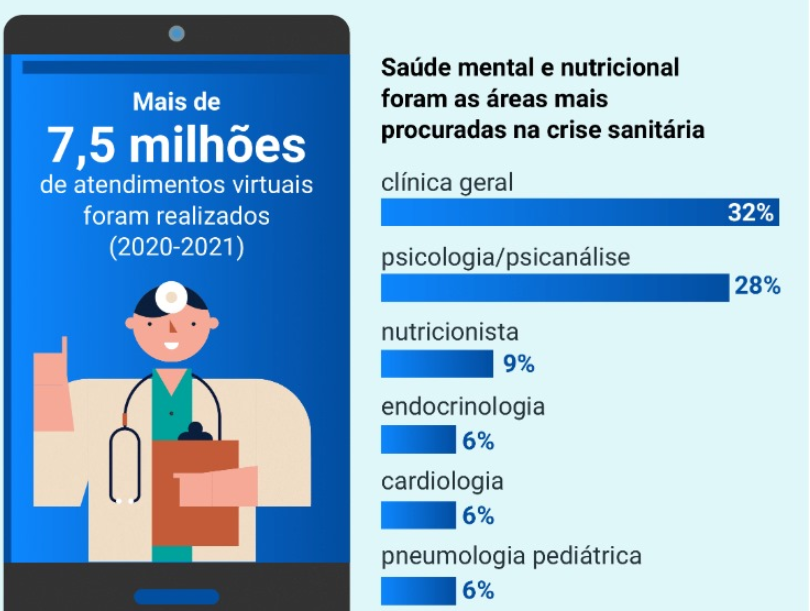 Mais de
7,5 milhões
de atendimentos virtuais
foram realizados
(2020-2021)
Saúde mental e nutricional
foram as áreas mais
procuradas na crise sanitária
clínica geral
32%
psicologia/psicanálise
28%
nutricionista
9%
endocrinologia
6%
cardiologia
6%
pneumologia pediátrica
6%